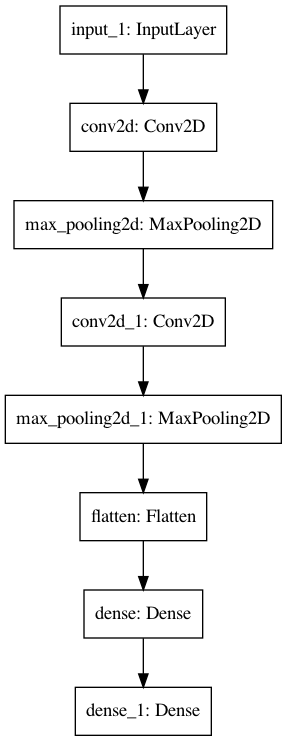 input_1: InputLayer
conv2d: Conv2D
max_pooling2d: MaxPooling2D
conv2d_1: Conv2D
max_pooling2d_1: MaxPooling2D
flatten: Flatten
dense: Dense
dense_1: Dense